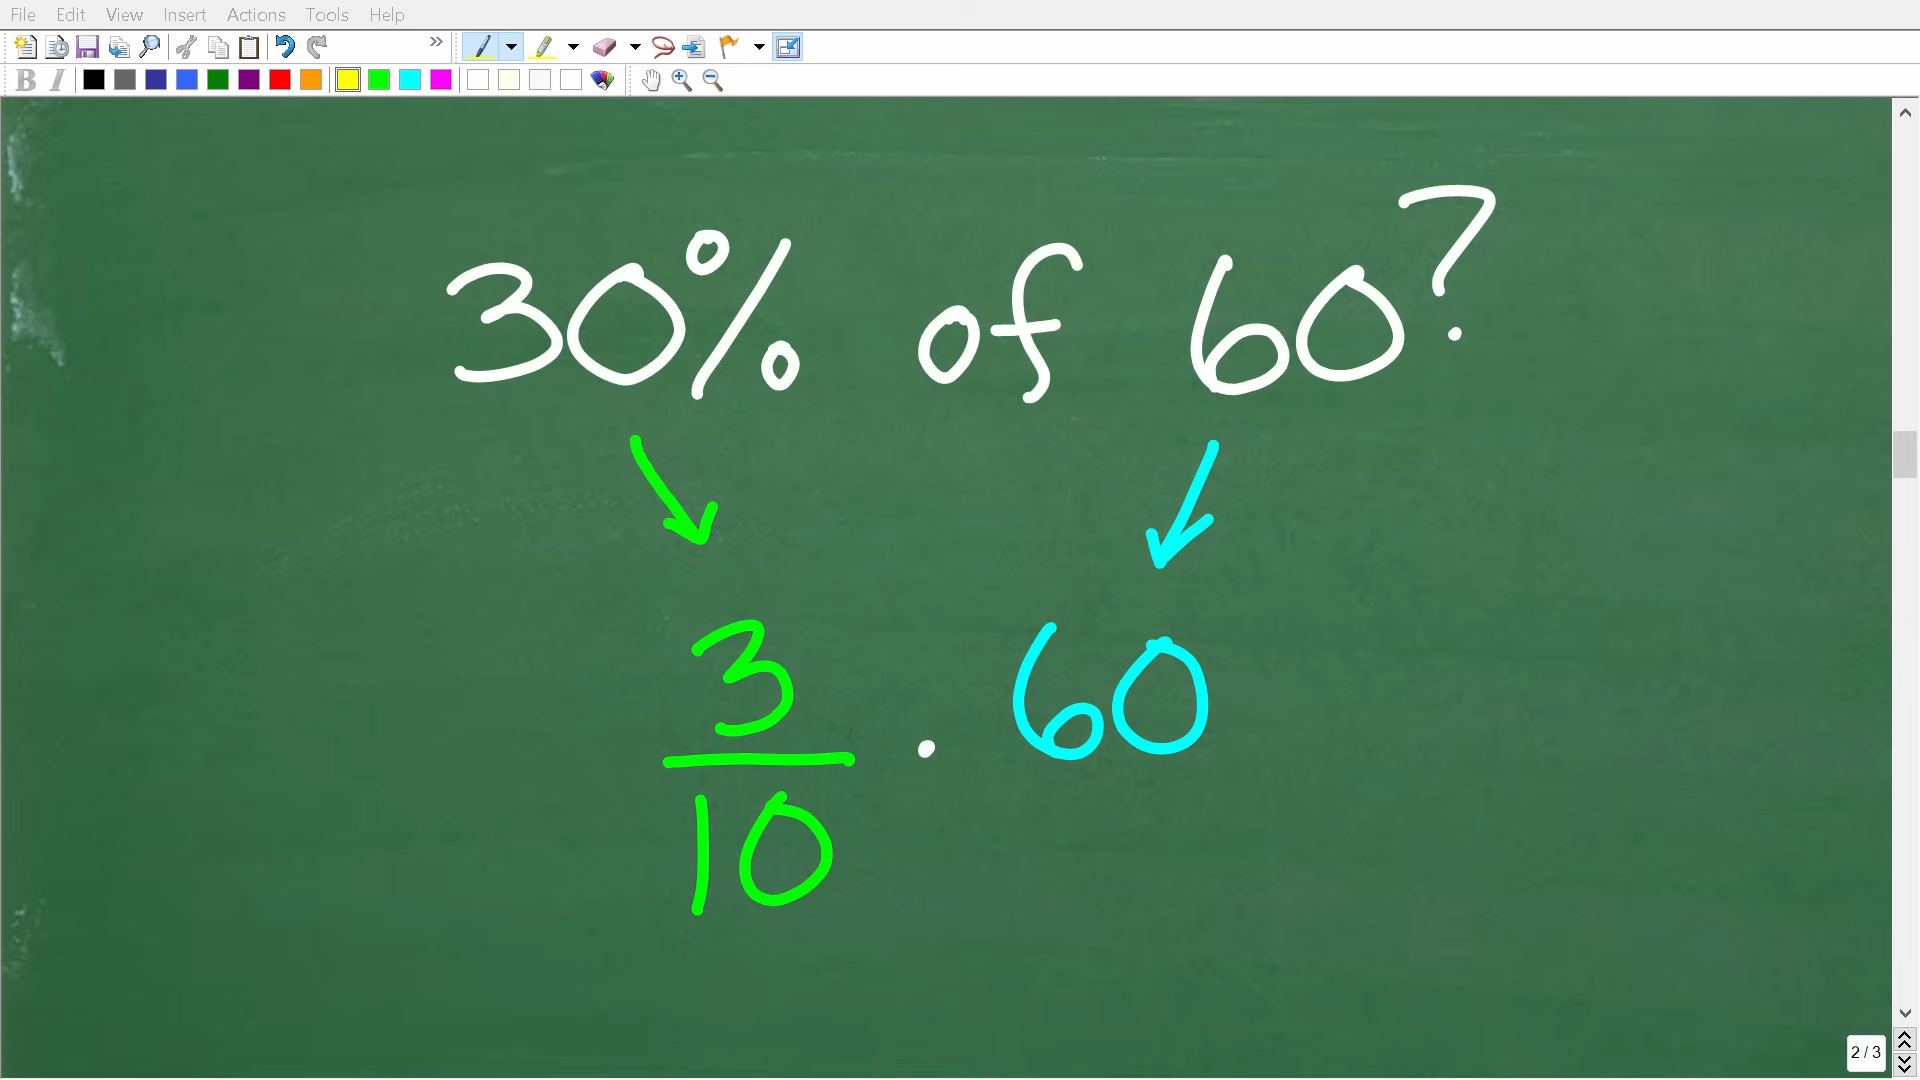 File Edit View Insert Actions Tools Help
B I
30% of 60?
3/10 . 60
2 / 3